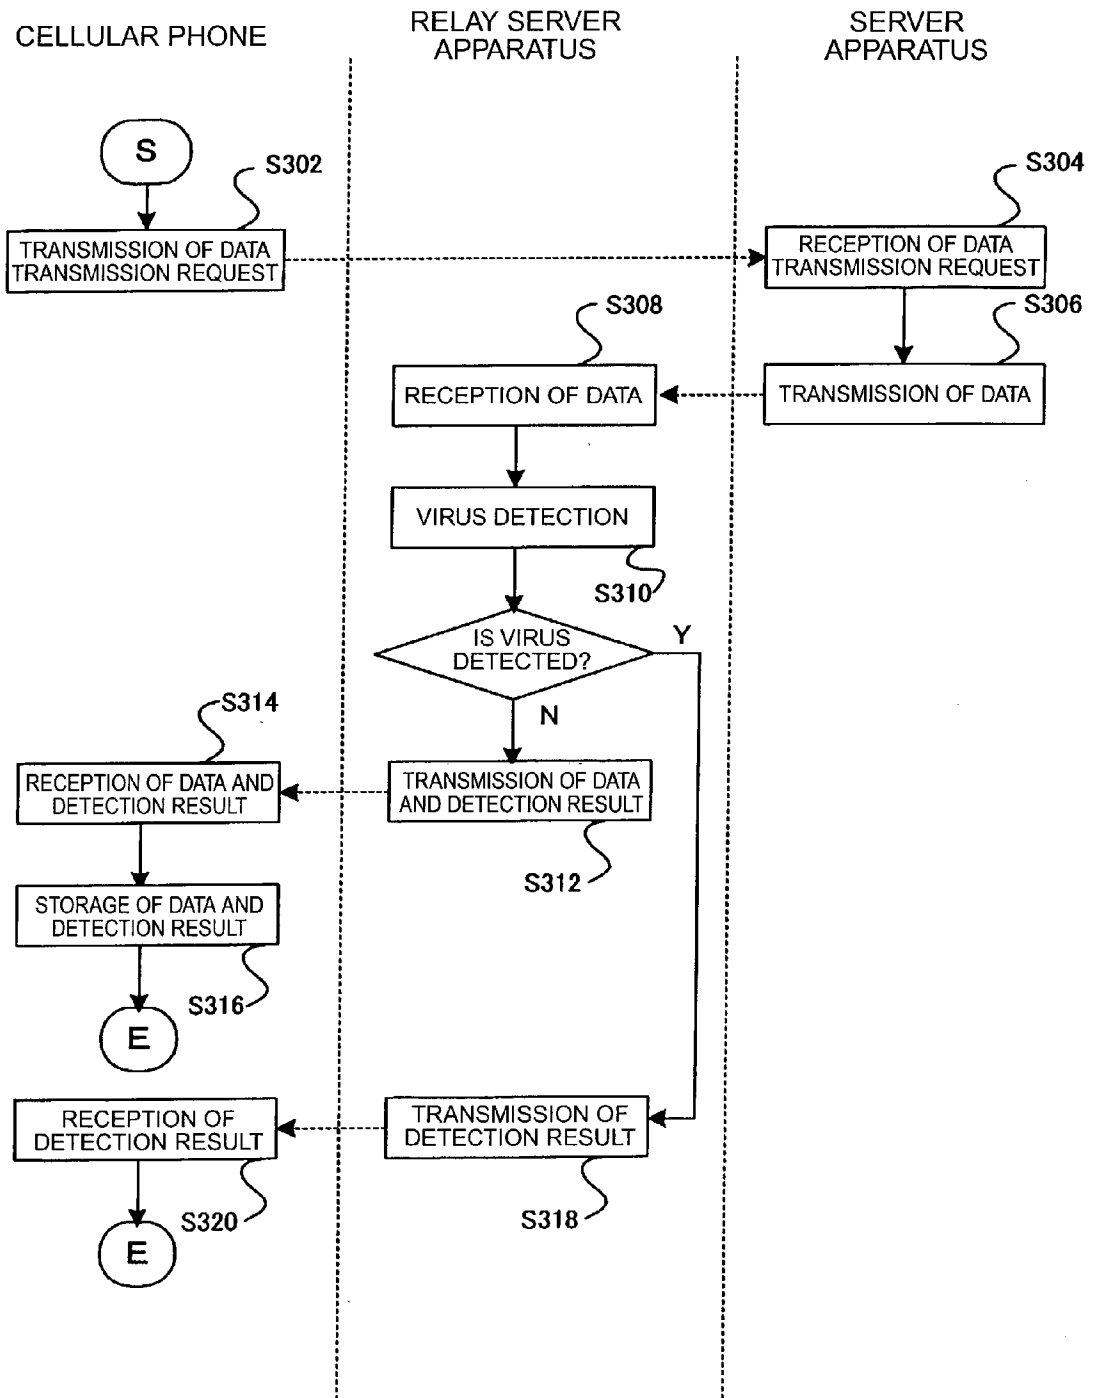 CELLULAR PHONE
RELAY SERVER
APPARATUS
SERVER
APPARATUS
S
S302
S304
TRANSMISSION OF DATA
TRANSMISSION REQUEST
RECEPTION OF DATA
TRANSMISSION REQUEST
S308
S306
RECEPTION OF DATA
TRANSMISSION OF DATA
VIRUS DETECTION
S310
IS VIRUS
DETECTED?
Y
N
S314
RECEPTION OF DATA AND
DETECTION RESULT
TRANSMISSION OF DATA
AND DETECTION RESULT
S312
STORAGE OF DATA AND
DETECTION RESULT
S316
E
RECEPTION OF
DETECTION RESULT
TRANSMISSION OF
DETECTION RESULT
S320
S318
E